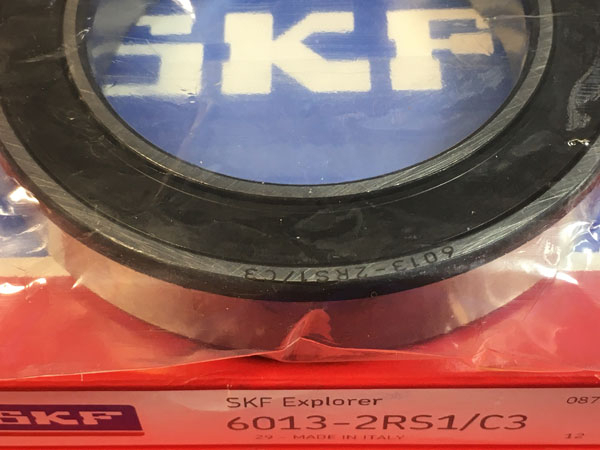 SKF
6013-2RS1/C3
SKF
SKF Explorer
6013-2RS1/C3
29 - MADE IN ITALY
087
12